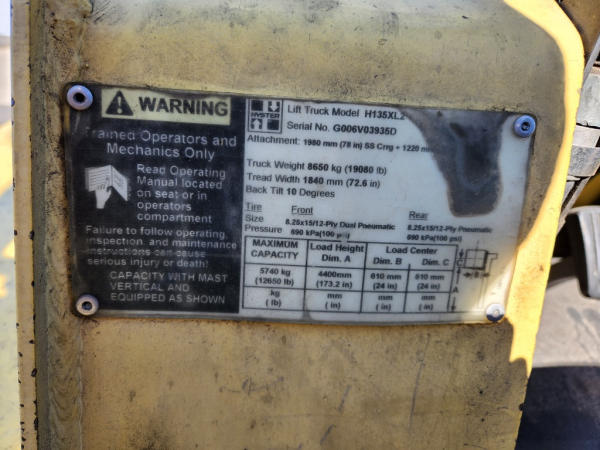 WARNING
Trained Operators and
Mechanics Only
Read Operating
Manual located
on seat or in
operators
compartment
Failure to follow operating,
inspection, and maintenance
instructions can cause
serious injury or death!
CAPACITY WITH MAST
VERTICAL AND
EQUIPPED AS SHOWN
HYSTER
Lift Truck Model H135XL2
Serial No. G006V03935D
Attachment: 1980 mm (78 in) SS Crrg + 1220 mm
Truck Weight 8650 kg (19080 lb)
Tread Width 1840 mm (72.6 in)
Back Tilt 10 Degrees
Tire Front Rear
Size 8.25x15/12-Ply Dual Pneumatic 8.25x15/12-Ply Pneumatic
Pressure 690 kPa(100 psi) 690 kPa(100 psi)
MAXIMUM CAPACITY Load Height Dim. A Load Center Dim. B Dim. C
5740 kg 4400mm 610 mm 610 mm
(12650 lb) (173.2 in) (24 in) (24 in)
kg mm mm mm
( lb) ( in) ( in) ( in)
A
B